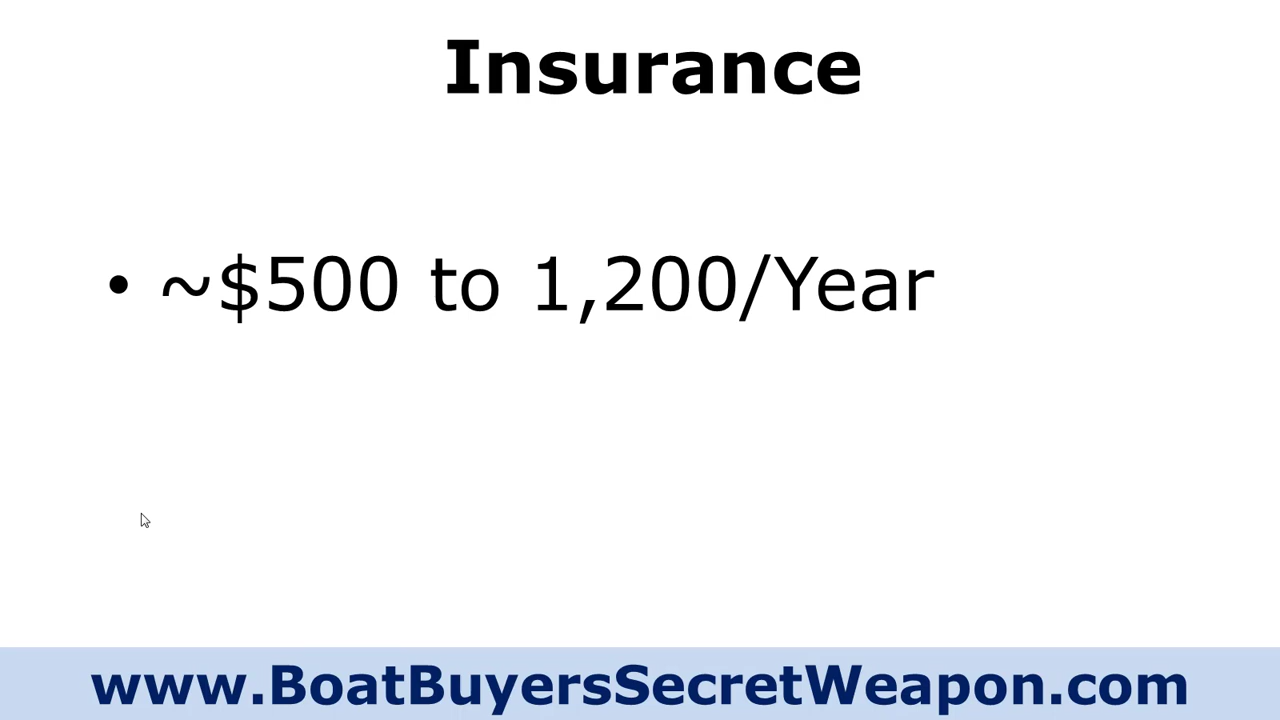 Insurance
• ~$500 to 1,200/Year
www.BoatBuyersSecretWeapon.com